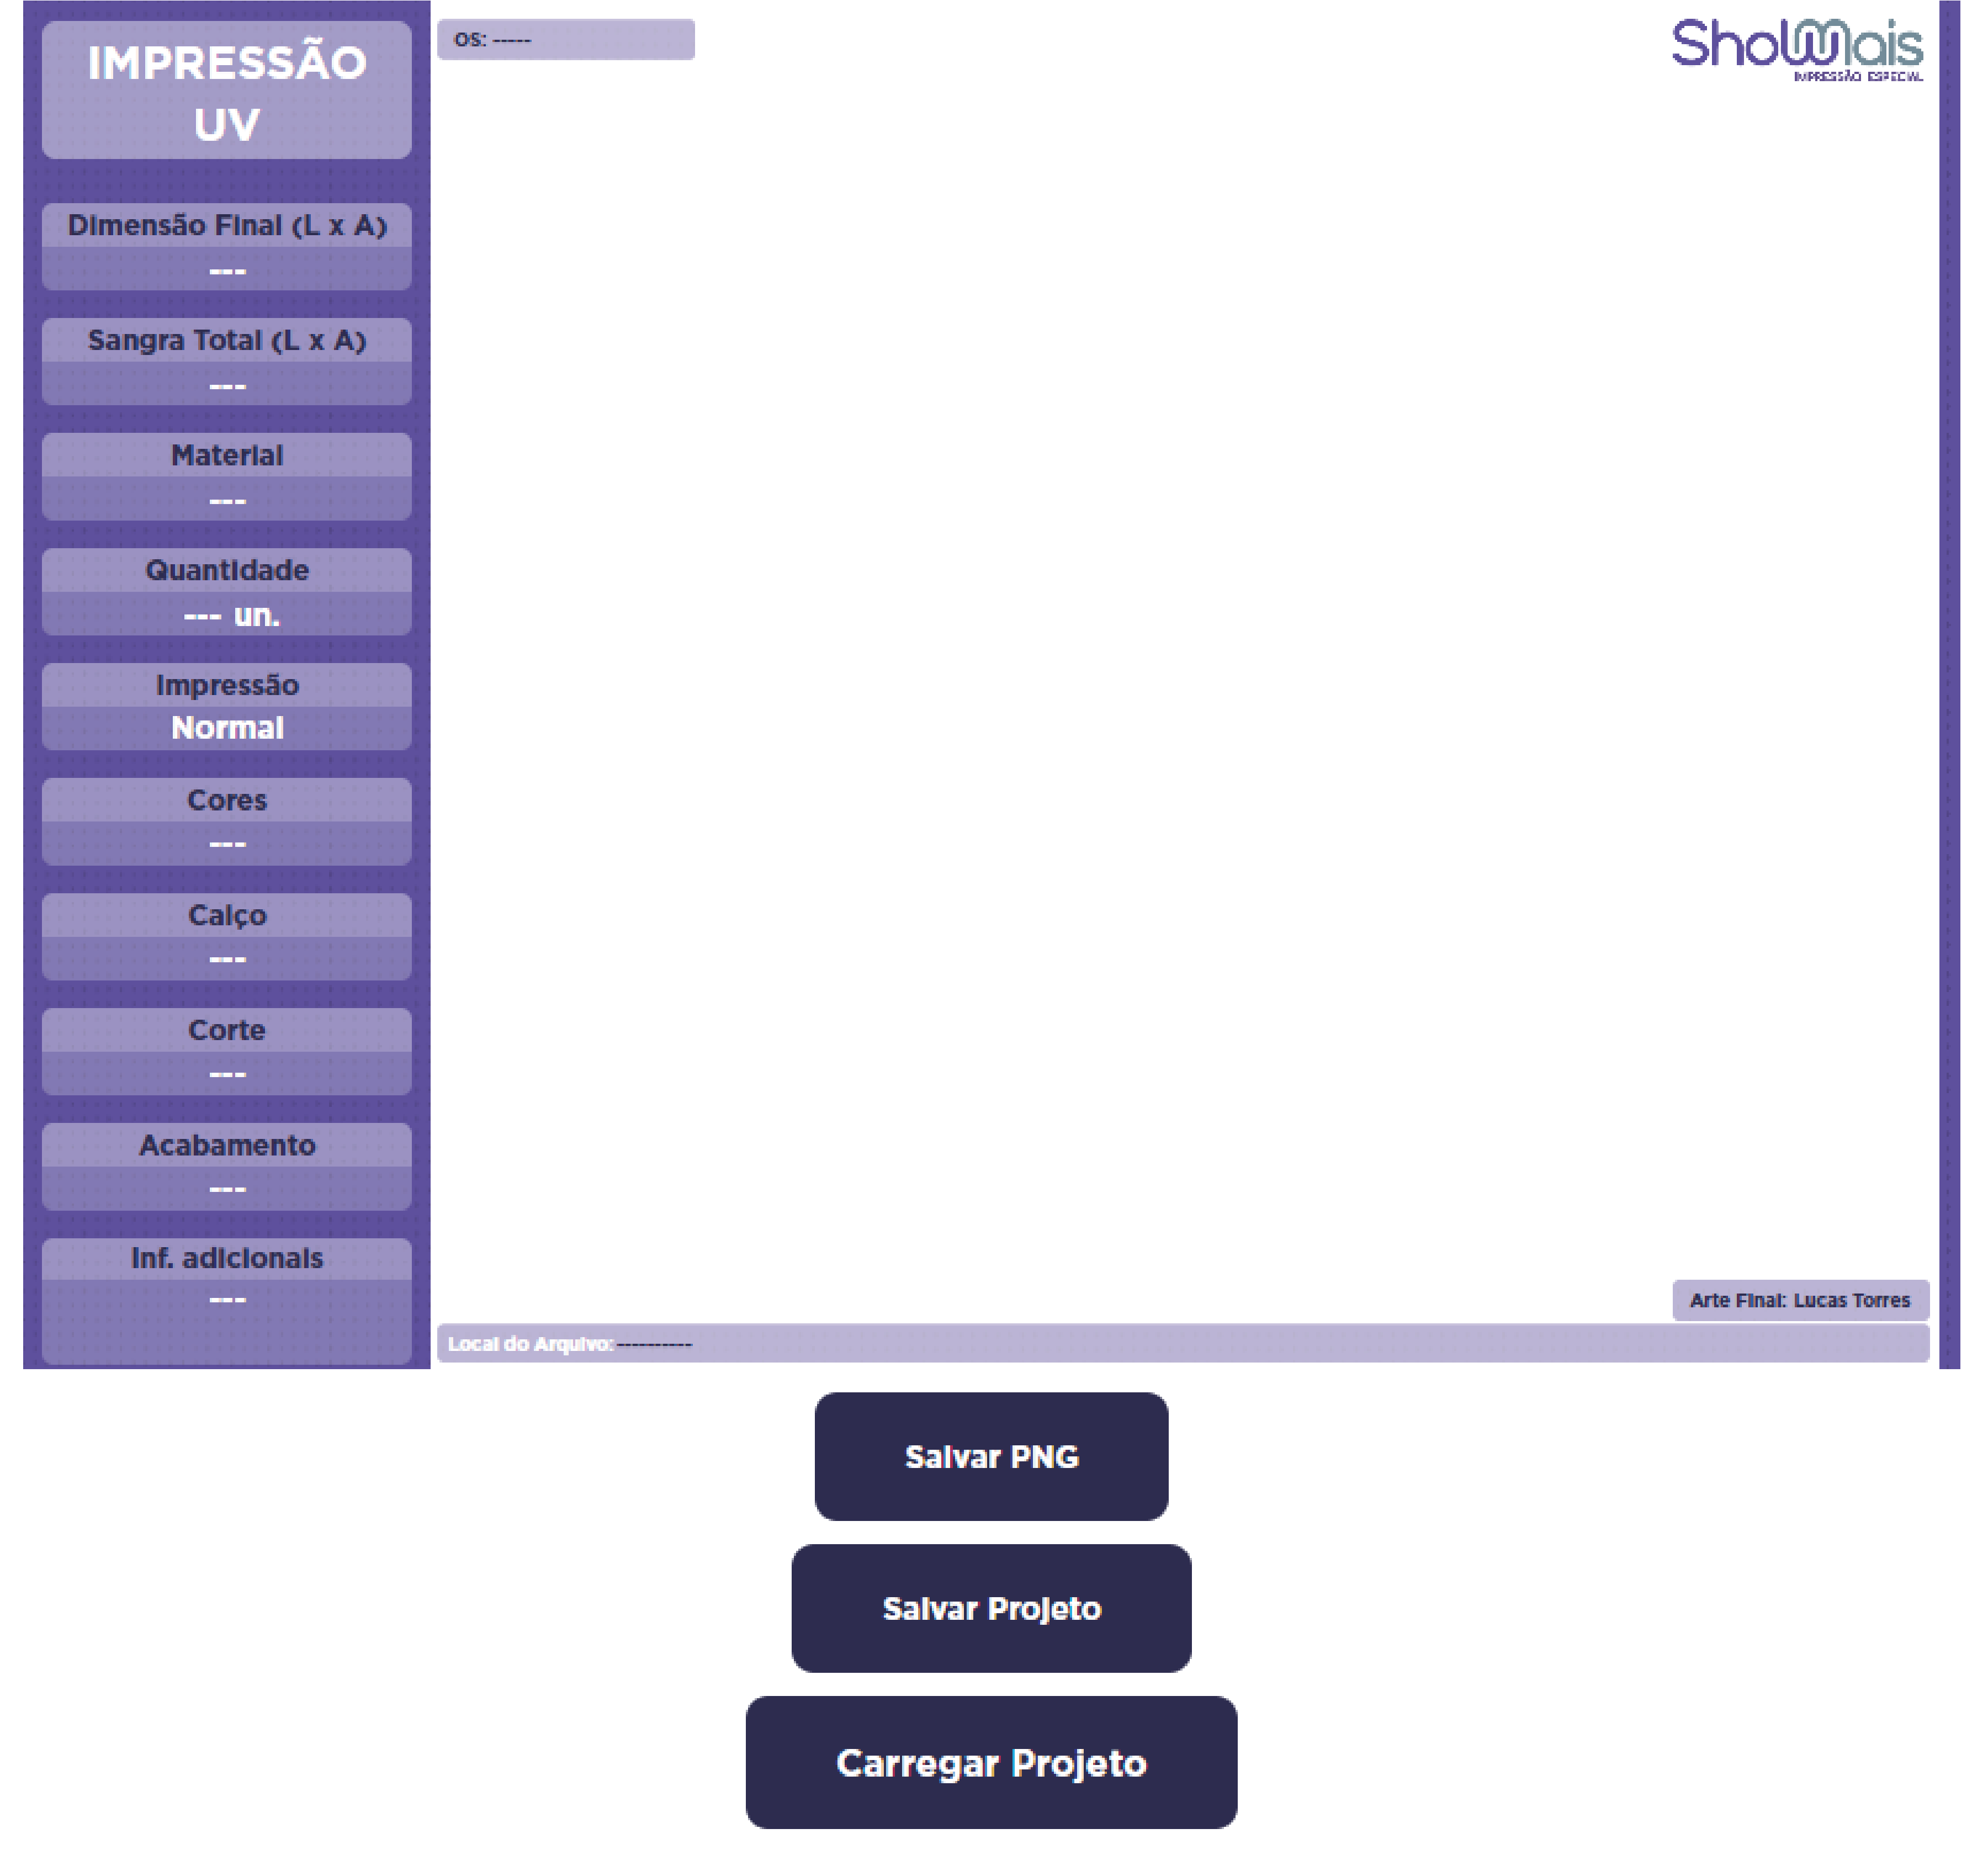 IMPRESSÃO
UV
Dimensão Final (L x A)
---
Sangra Total (L x A)
---
Material
---
Quantidade
--- un.
Impressão
Normal
Cores
---
Calço
---
Corte
---
Acabamento
---
Inf. adicionais
---
OS: -----
ShowMais
IMPRESSÃO ESPECIAL
Arte Final: Lucas Torres
Local do Arquivo: ----------
Salvar PNG
Salvar Projeto
Carregar Projeto